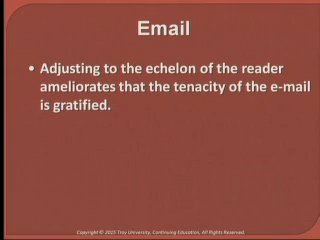 Email
• Adjusting to the echelon of the reader
ameliorates that the tenacity of the e-mail
is gratified.
Copyright © 2015 Troy University, Continuing Education, All Rights Reserved.